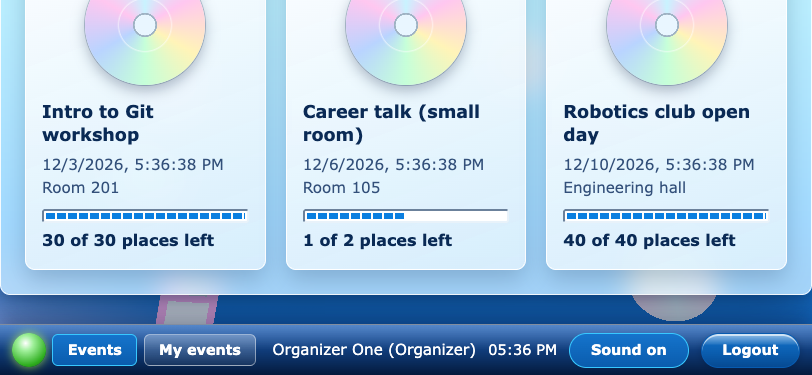 Intro to Git
workshop
12/3/2026, 5:36:38 PM
Room 201
30 of 30 places left
Career talk (small
room)
12/6/2026, 5:36:38 PM
Room 105
1 of 2 places left
Robotics club open
day
12/10/2026, 5:36:38 PM
Engineering hall
40 of 40 places left
Events
My events
Organizer One (Organizer)
05:36 PM
Sound on
Logout